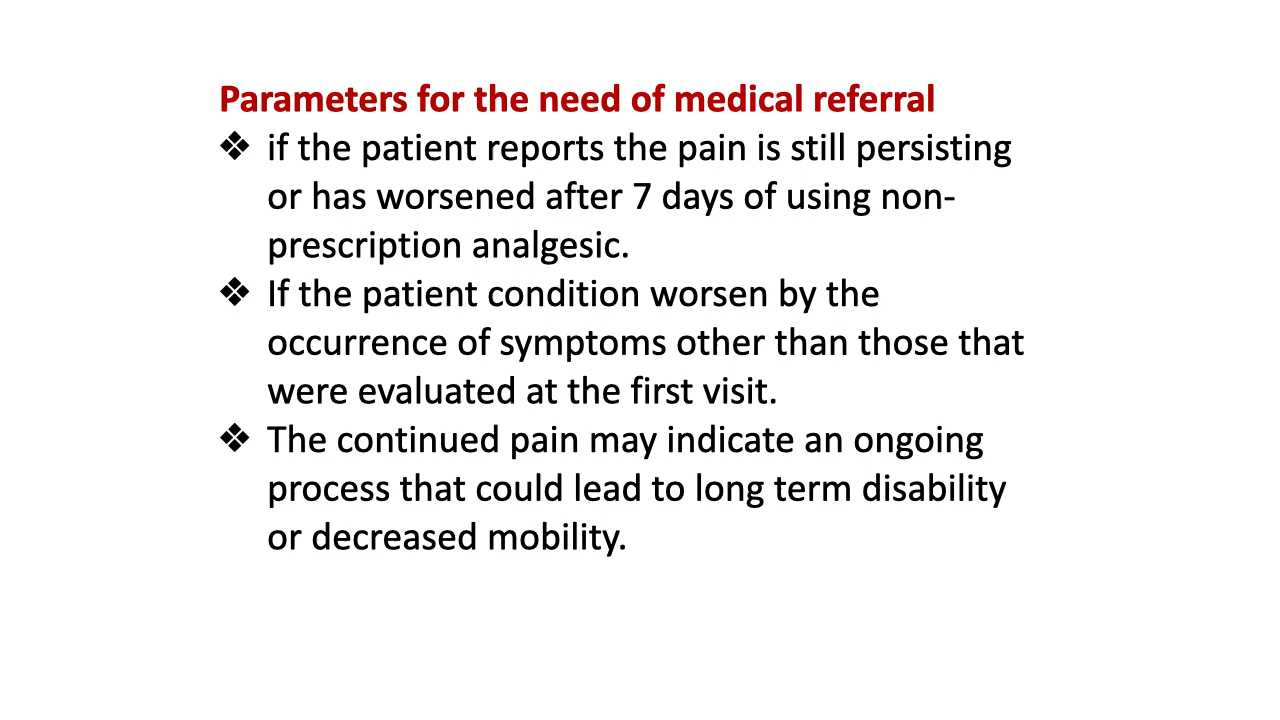 Parameters for the need of medical referral
❖ if the patient reports the pain is still persisting
or has worsened after 7 days of using non-
prescription analgesic.
❖ If the patient condition worsen by the
occurrence of symptoms other than those that
were evaluated at the first visit.
❖ The continued pain may indicate an ongoing
process that could lead to long term disability
or decreased mobility.